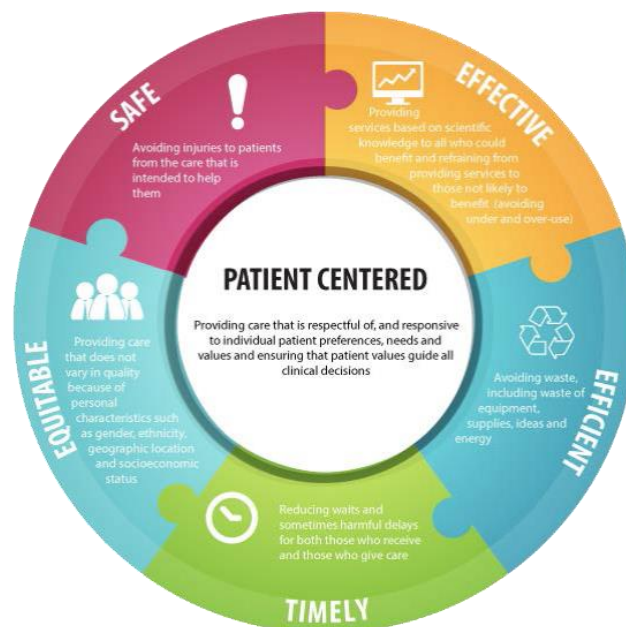 SAFE
Avoiding injuries to patients
from the care that is
intended to help
them
EFFECTIVE
Providing
services based on scientific
knowledge to all who could
benefit and refraining from
providing services to
those not likely to
benefit (avoiding
under and over-use)
PATIENT CENTERED
Providing care that is respectful of, and responsive
to individual patient preferences, needs and
values and ensuring that patient values guide all
clinical decisions
EQUITABLE
Providing care
that does not
vary in quality
because of
personal
characteristics such
as gender, ethnicity,
geographic location
and socioeconomic
status
EFFICIENT
Avoiding waste,
including waste of
equipment,
supplies, ideas and
energy
Reducing waits and
sometimes harmful delays
for both those who receive
and those who give care
TIMELY